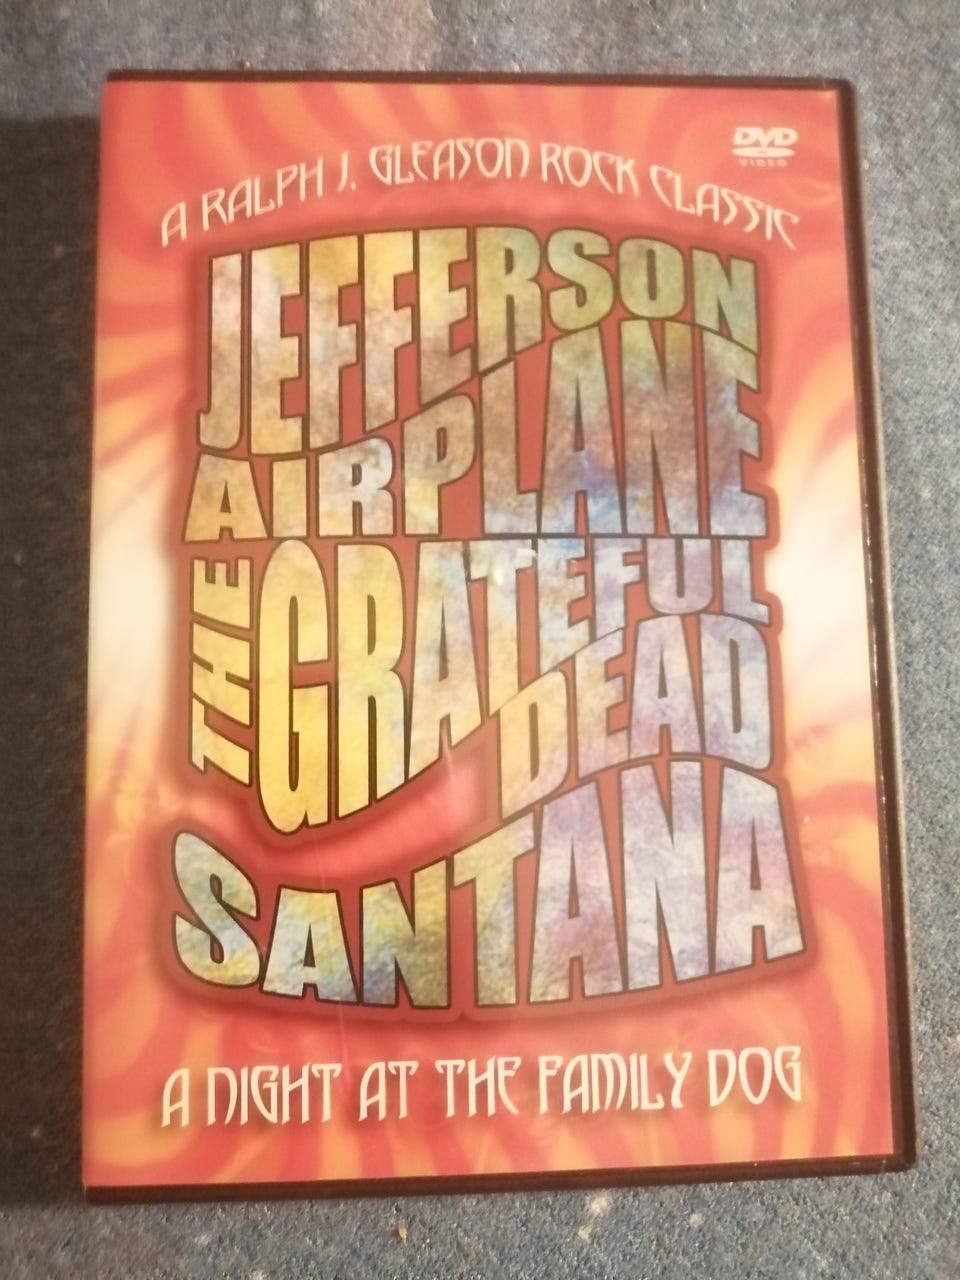 A RALPH J. GLEASON ROCK CLASSIC
DVD
VIDEO
JEFFERSON
AIRPLANE
THE GRATEFUL
DEAD
SANTANA
A NIGHT AT THE FAMILY DOG